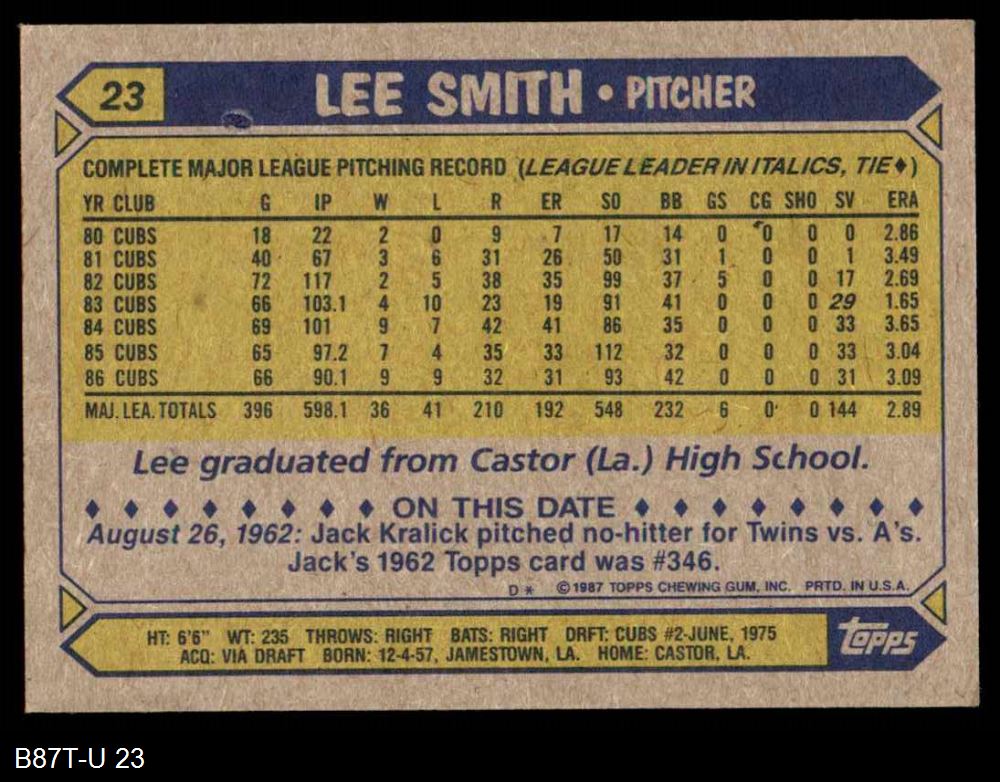 23
LEE SMITH • PITCHER
COMPLETE MAJOR LEAGUE PITCHING RECORD (LEAGUE LEADER IN ITALICS, TIE♦)
YR CLUB G IP W L R ER SO BB GS CG SHO SV ERA
80 CUBS 18 22 2 0 9 7 17 14 0 0 0 0 2.86
81 CUBS 40 67 3 6 31 26 50 31 1 0 0 1 3.49
82 CUBS 72 117 2 5 38 35 99 37 5 0 0 17 2.69
83 CUBS 66 103.1 4 10 23 19 91 41 0 0 0 29 1.65
84 CUBS 69 101 9 7 42 41 86 35 0 0 0 33 3.65
85 CUBS 65 97.2 7 4 35 33 112 32 0 0 0 33 3.04
86 CUBS 66 90.1 9 9 32 31 93 42 0 0 0 31 3.09
MAJ. LEA. TOTALS 396 598.1 36 41 210 192 548 232 6 0 0 144 2.89
Lee graduated from Castor (La.) High School.
♦ ♦ ♦ ♦ ♦ ♦ ♦ ♦ ON THIS DATE ♦ ♦ ♦ ♦ ♦ ♦ ♦ ♦
August 26, 1962: Jack Kralick pitched no-hitter for Twins vs. A's.
Jack's 1962 Topps card was #346.
D * © 1987 TOPPS CHEWING GUM, INC. PRTD. IN U.S.A.
HT: 6'6" WT: 235 THROWS: RIGHT BATS: RIGHT DRFT: CUBS #2-JUNE, 1975
ACQ: VIA DRAFT BORN: 12-4-57, JAMESTOWN, LA. HOME: CASTOR, LA.
topps
B87T-U 23